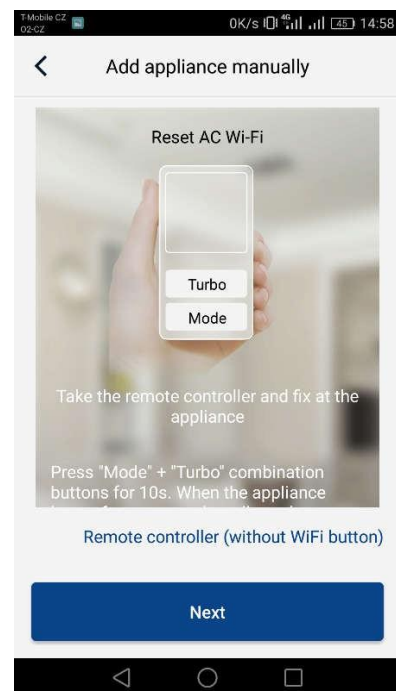 T-Mobile CZ
O2-CZ
0K/s 4G 45 14:58
Add appliance manually
Reset AC Wi-Fi
Turbo
Mode
Take the remote controller and fix at the
appliance
Press "Mode" + "Turbo" combination
buttons for 10s. When the appliance
Remote controller (without WiFi button)
Next